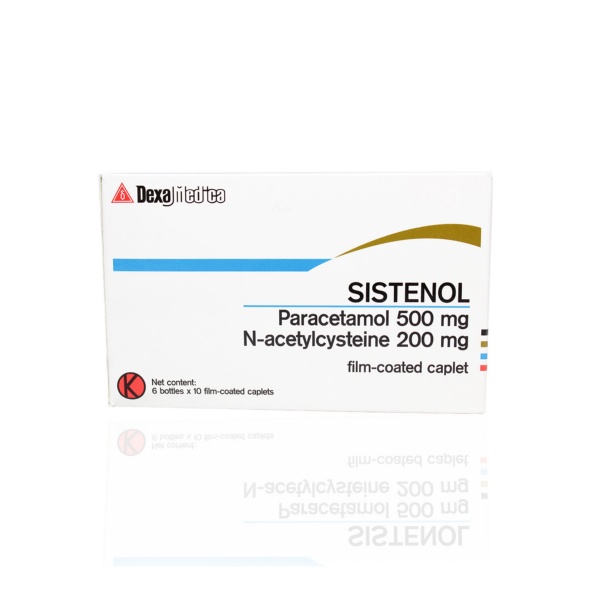 6 DexaMedica
SISTENOL
Paracetamol 500 mg
N-acetylcysteine 200 mg
film-coated caplet
K
Net content:
6 bottles x 10 film-coated caplets